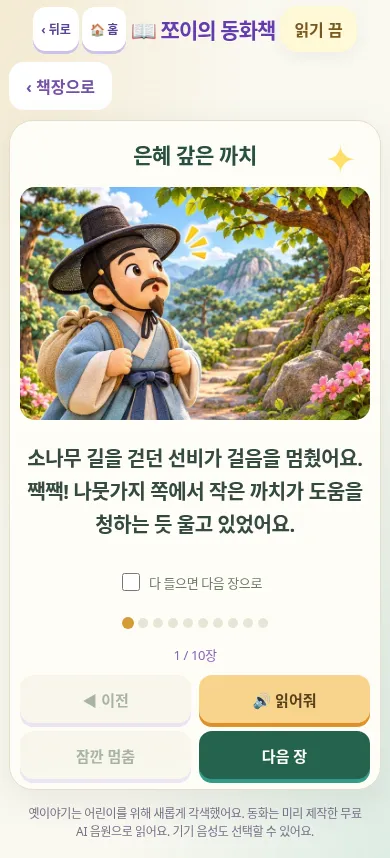 ‹ 뒤로
🏠 홈
📖 쪼이의 동화책
읽기 끔
‹ 책장으로
은혜 갚은 까치
소나무 길을 걷던 선비가 걸음을 멈췄어요.
짹짹! 나뭇가지 쪽에서 작은 까치가 도움을
청하는 듯 울고 있었어요.
다 들으면 다음 장으로
1 / 10장
◀ 이전
🔊 읽어줘
잠깐 멈춤
다음 장
옛이야기는 어린이를 위해 새롭게 각색했어요. 동화는 미리 제작한 무료
AI 음원으로 읽어요. 기기 음성도 선택할 수 있어요.